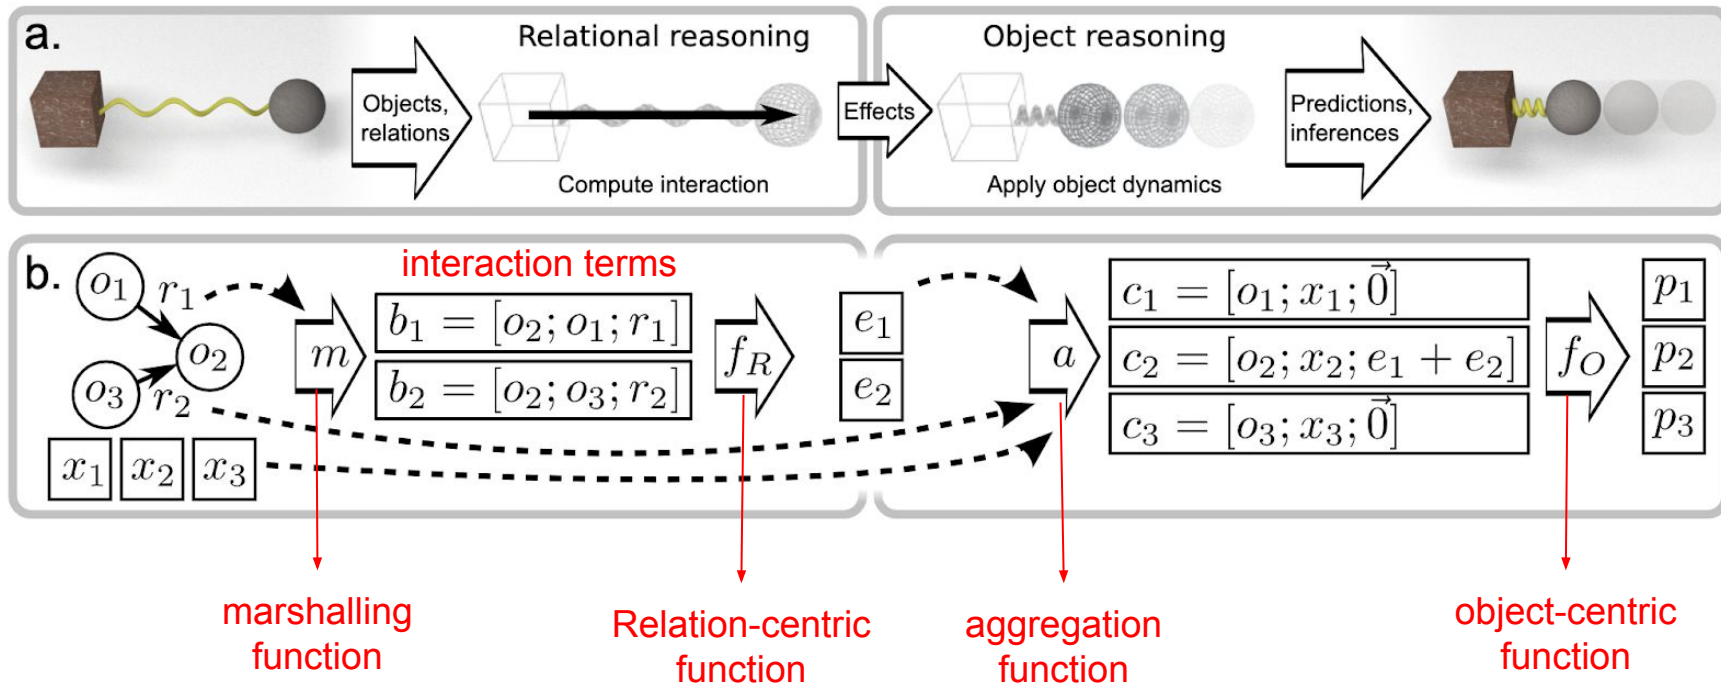 a.
Relational reasoning
Object reasoning
Objects,
relations
Effects
Predictions,
inferences
Compute interaction
Apply object dynamics
b.
interaction terms
o₁
r₁
o₂
o₃
r₂
x₁ x₂ x₃
m
b₁ = [o₂; o₁; r₁]
b₂ = [o₂; o₃; r₂]
f_R
e₁
e₂
a
c₁ = [o₁; x₁; 0⃗]
c₂ = [o₂; x₂; e₁ + e₂]
c₃ = [o₃; x₃; 0⃗]
f_O
p₁
p₂
p₃
marshalling
function
Relation-centric
function
aggregation
function
object-centric
function